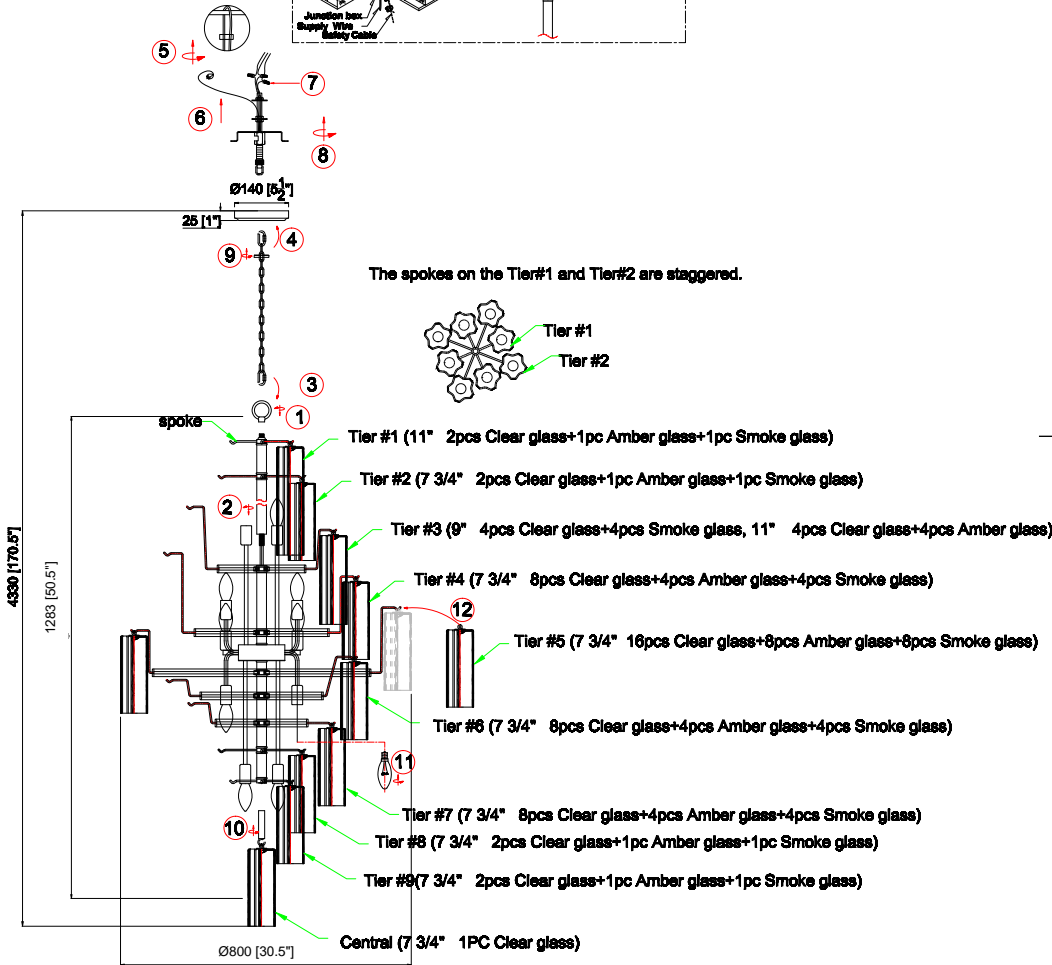 Junction box
Supply Wire
Safety Cable
5
7
6
8
Ø140 [5 1/2"]
25 [1"]
4
9
The spokes on the Tier#1 and Tier#2 are staggered.
Tier #1
Tier #2
3
1
spoke
Tier #1 (11" 2pcs Clear glass+1pc Amber glass+1pc Smoke glass)
Tier #2 (7 3/4" 2pcs Clear glass+1pc Amber glass+1pc Smoke glass)
2
Tier #3 (9" 4pcs Clear glass+4pcs Smoke glass, 11" 4pcs Clear glass+4pcs Amber glass)
4330 [170.5"]
1283 [50.5"]
Tier #4 (7 3/4" 8pcs Clear glass+4pcs Amber glass+4pcs Smoke glass)
12
Tier #5 (7 3/4" 16pcs Clear glass+8pcs Amber glass+8pcs Smoke glass)
Tier #6 (7 3/4" 8pcs Clear glass+4pcs Amber glass+4pcs Smoke glass)
11
Tier #7 (7 3/4" 8pcs Clear glass+4pcs Amber glass+4pcs Smoke glass)
10
Tier #8 (7 3/4" 2pcs Clear glass+1pc Amber glass+1pc Smoke glass)
Tier #9(7 3/4" 2pcs Clear glass+1pc Amber glass+1pc Smoke glass)
Central (7 3/4" 1PC Clear glass)
Ø800 [30.5"]